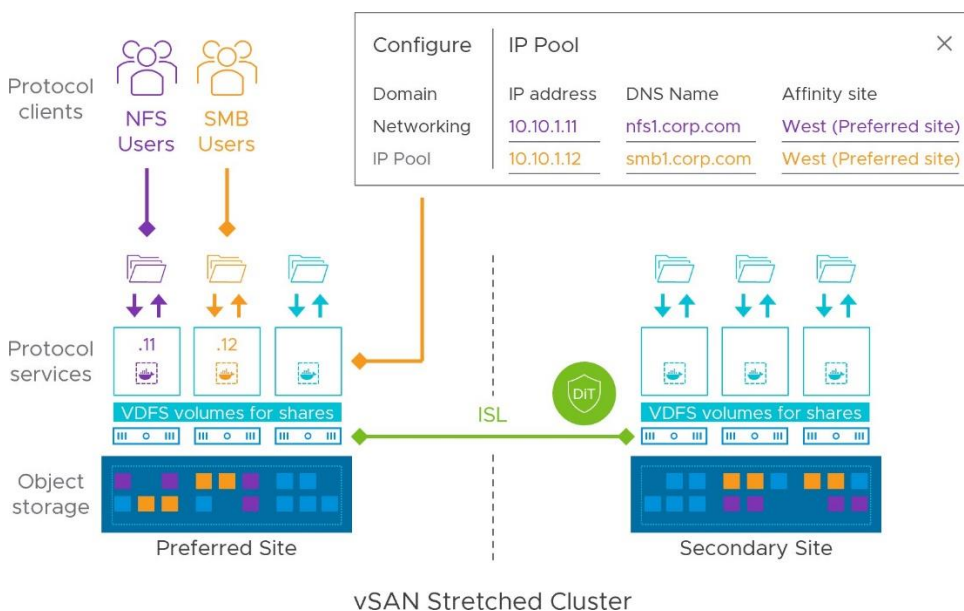 Configure
IP Pool
Domain
IP address
DNS Name
Affinity site
Networking
10.10.1.11
nfs1.corp.com
West (Preferred site)
IP Pool
10.10.1.12
smb1.corp.com
West (Preferred site)
Protocol
clients
NFS
Users
SMB
Users
Protocol
services
.11
.12
VDFS volumes for shares
ISL
DIT
VDFS volumes for shares
Object
storage
Preferred Site
Secondary Site
vSAN Stretched Cluster